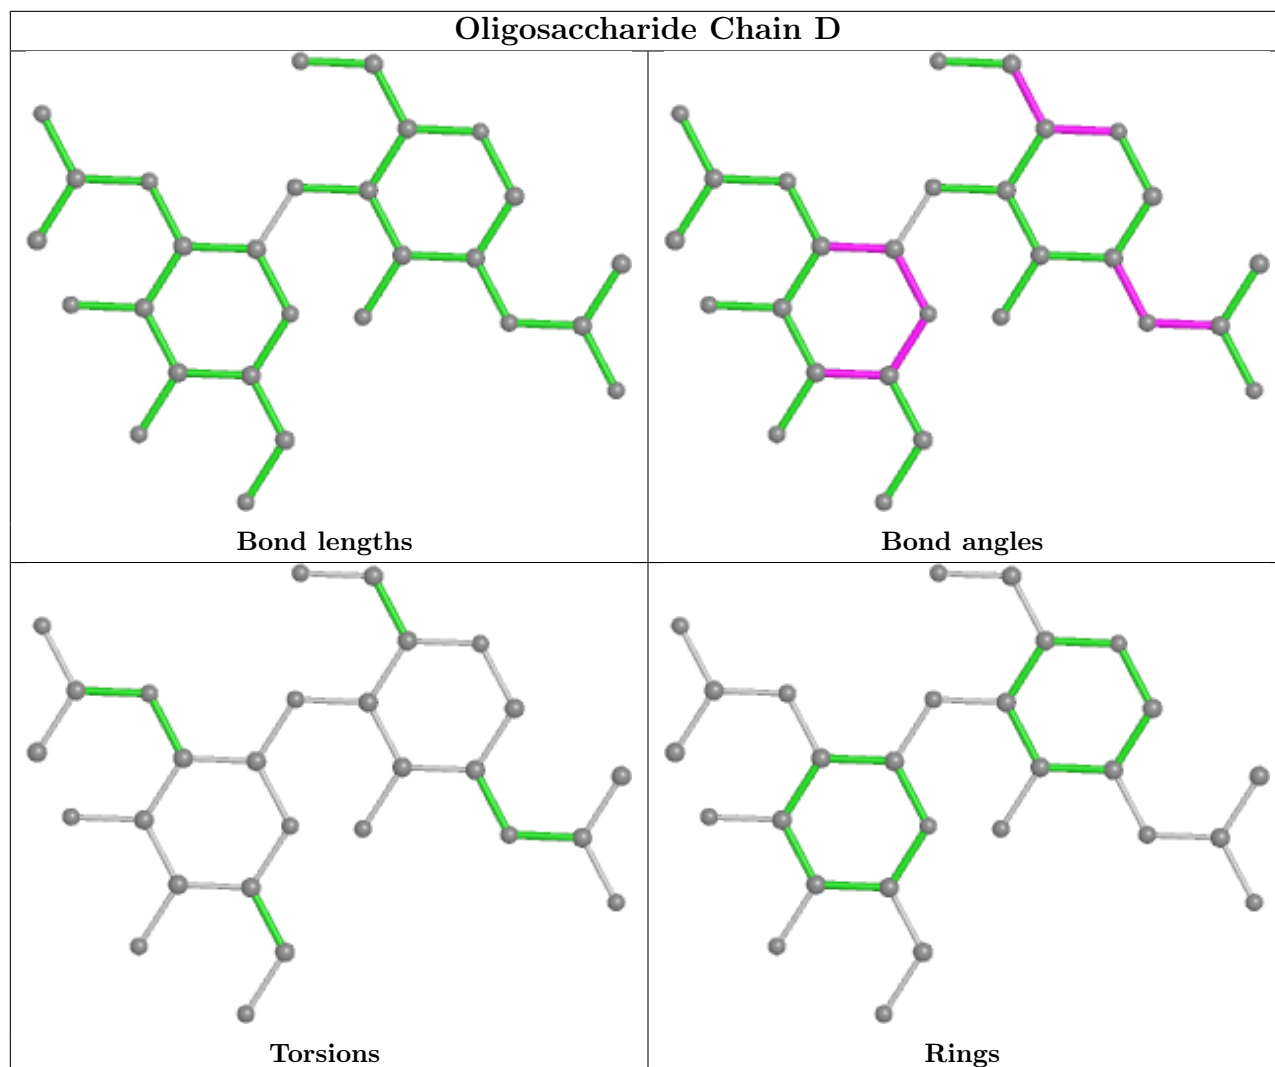 Oligosaccharide Chain D
Bond lengths
Bond angles
Torsions
Rings